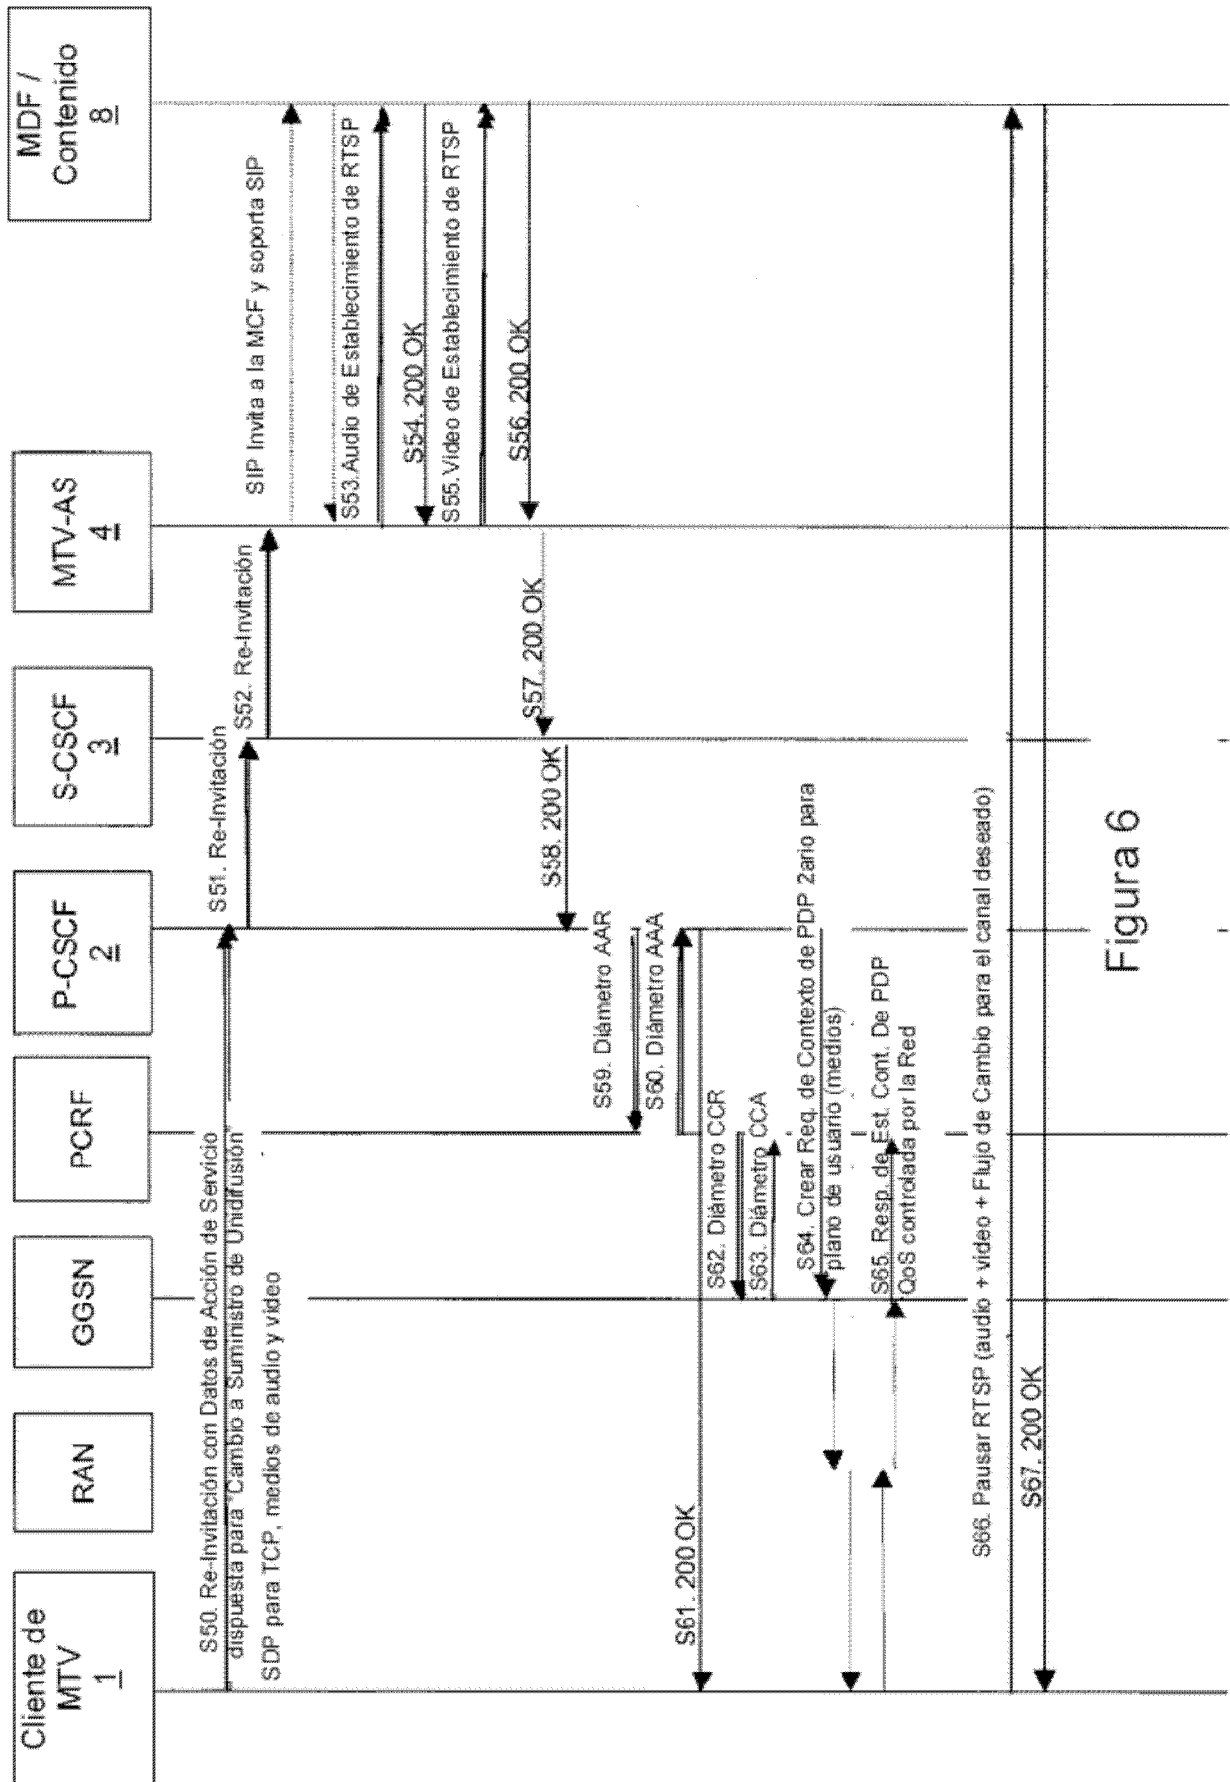 Cliente de
MTV
1
RAN
GGSN
PCRF
P-CSCF
2
S-CSCF
3
MTV-AS
4
MDF /
Contenido
8
S50. Re-Invitación con Datos de Acción de Servicio
dispuesta para "Cambio a Suministro de Unidifusión"
SDP para TCP, medios de audio y video
S51. Re-Invitación
S52. Re-Invitación
SIP Invita a la MCF y soporta SIP
S53. Audio de Establecimiento de RTSP
S54. 200 OK
S55. Video de Establecimiento de RTSP
S56. 200 OK
S57. 200 OK
S58. 200 OK
S59. Diámetro AAR
S60. Diámetro AAA
S61. 200 OK
S62. Diámetro CCR
S63. Diámetro CCA
S64. Crear Req. de Contexto de PDP 2ario para
plano de usuario (medios)
S65. Resp. de Est. Cont. De PDP
QoS controlada por la Red
S66. Pausar RTSP (audio + video + Flujo de Cambio para el canal deseado)
S67. 200 OK
Figura 6